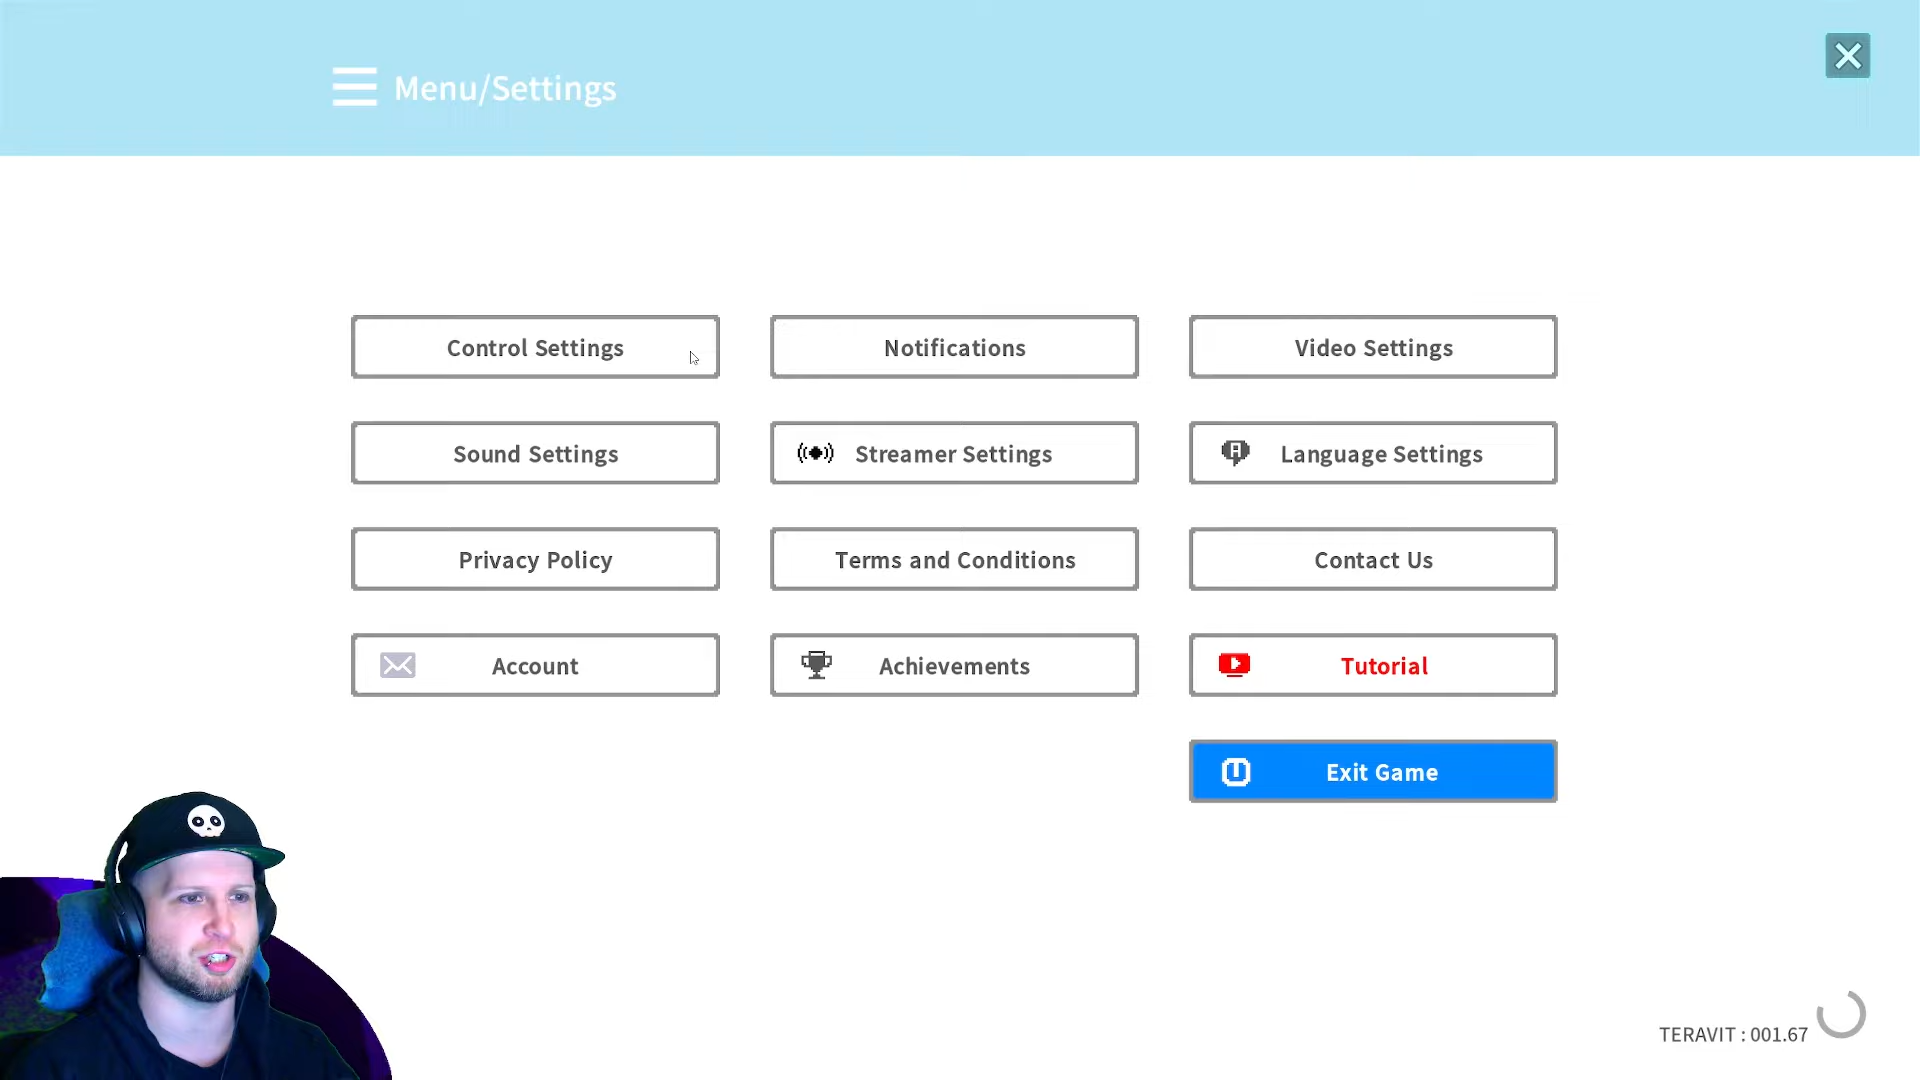 Menu/Settings
Control Settings
Notifications
Video Settings
Sound Settings
Streamer Settings
Language Settings
Privacy Policy
Terms and Conditions
Contact Us
Account
Achievements
Tutorial
Exit Game
TERAVIT : 001.67